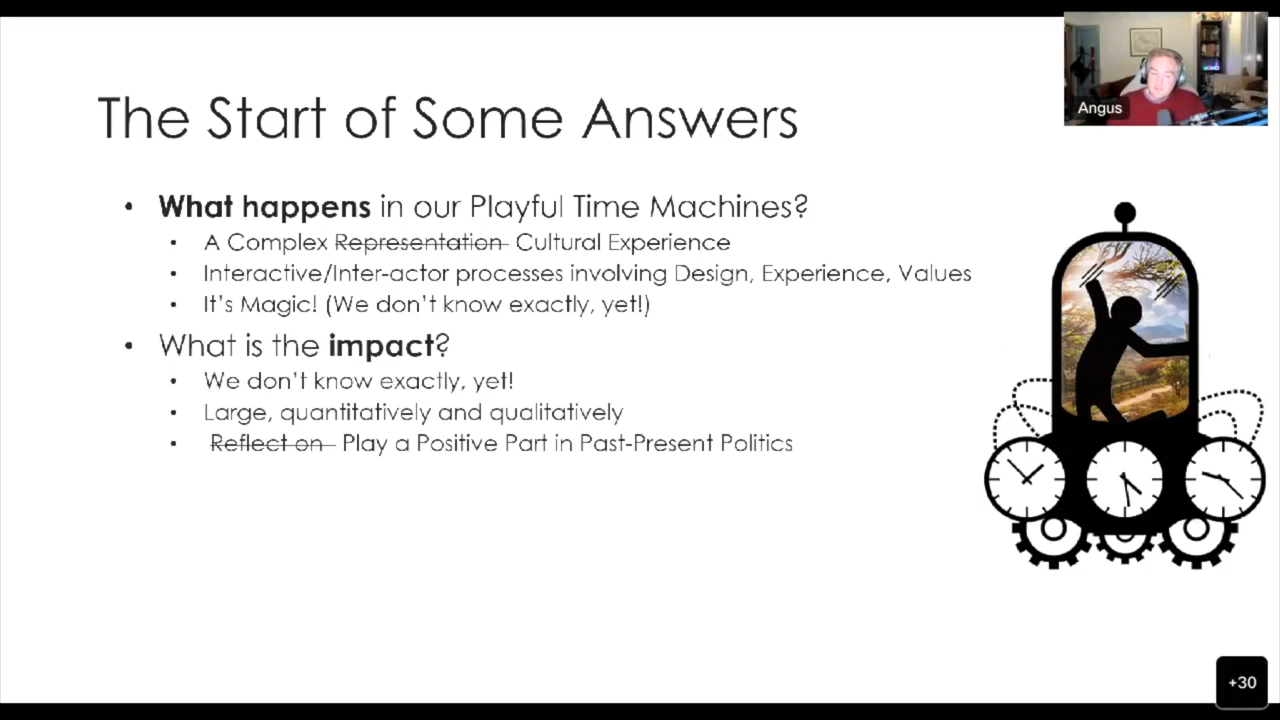 The Start of Some Answers
Angus
What happens in our Playful Time Machines?
A Complex Representation Cultural Experience
Interactive/Inter-actor processes involving Design, Experience, Values
It's Magic! (We don't know exactly, yet!)
What is the impact?
We don't know exactly, yet!
Large, quantitatively and qualitatively
Reflect on Play a Positive Part in Past-Present Politics
+30